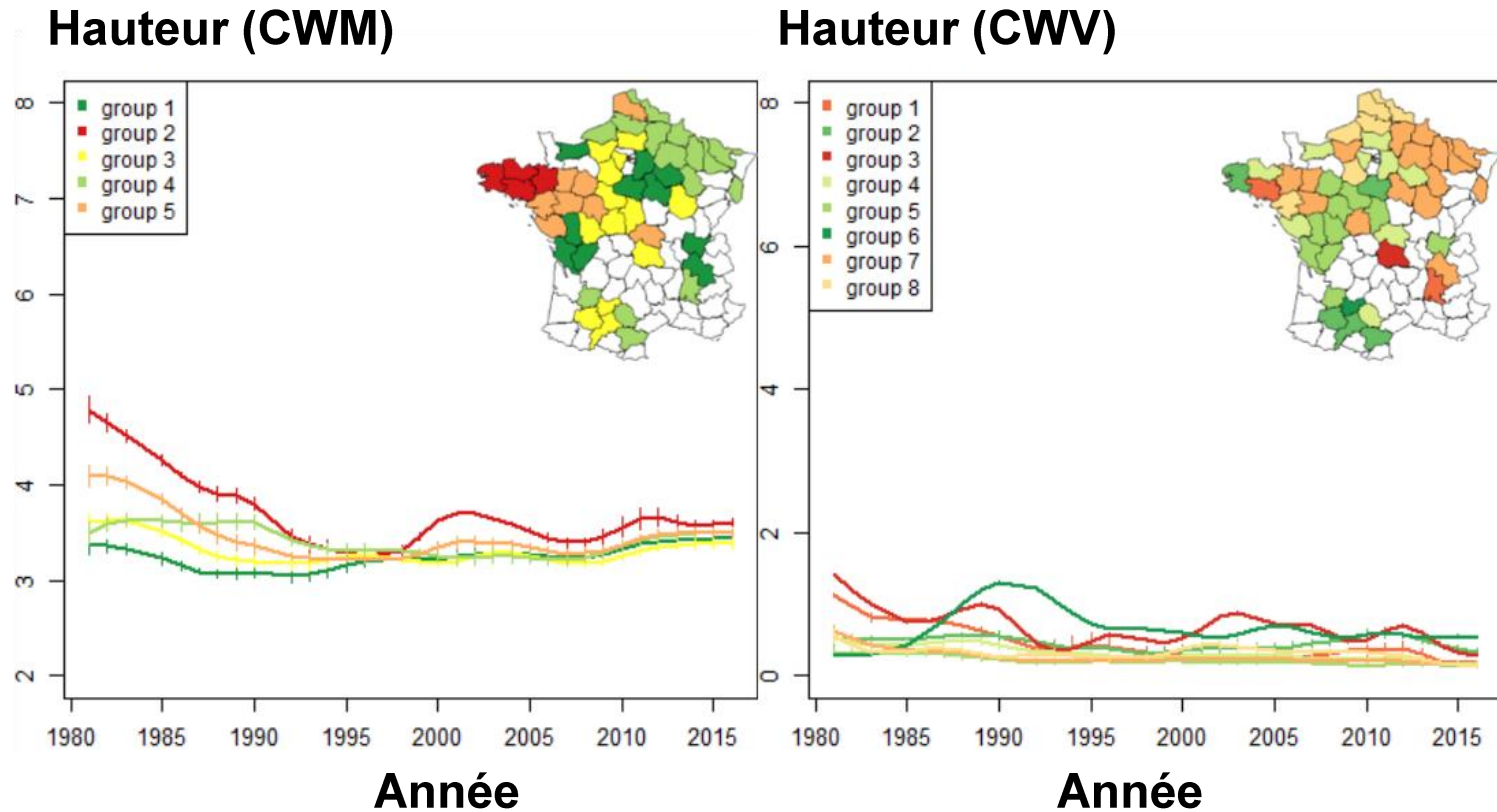 Hauteur (CWM)
8
7
6
5
4
3
2
group 1
group 2
group 3
group 4
group 5
1980 1985 1990 1995 2000 2005 2010 2015
Année
Hauteur (CWV)
8
6
4
2
0
group 1
group 2
group 3
group 4
group 5
group 6
group 7
group 8
1980 1985 1990 1995 2000 2005 2010 2015
Année